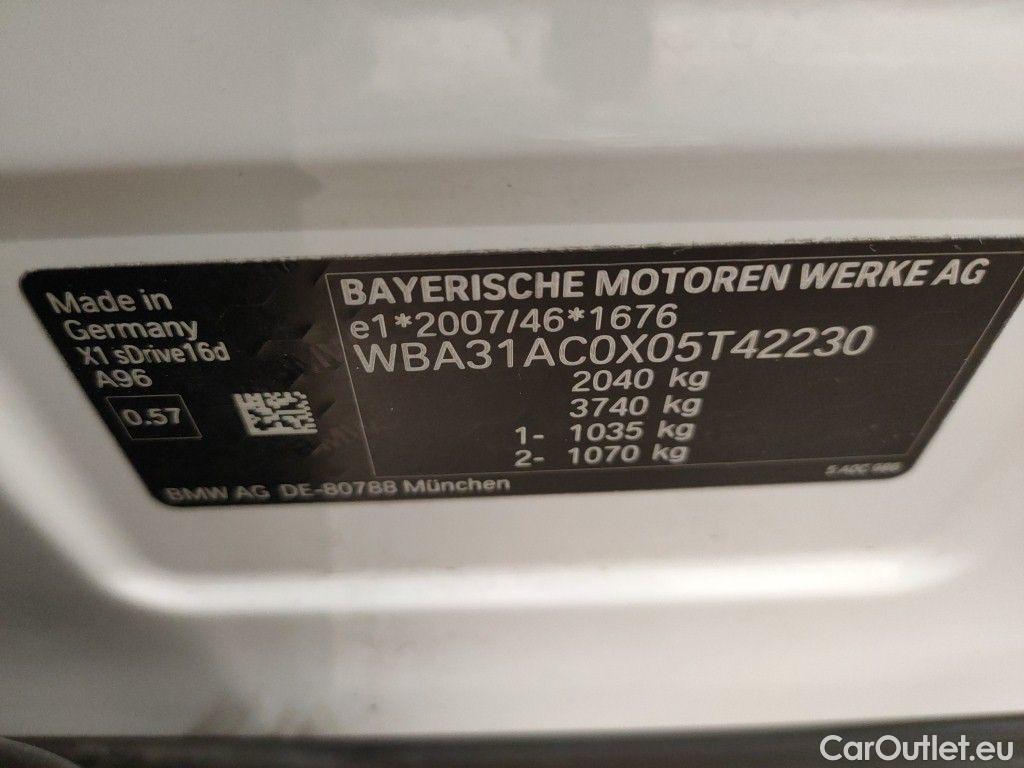 Made in
Germany
X1 sDrive16d
A96
0.57
BAYERISCHE MOTOREN WERKE AG
e1*2007/46*1676
WBA31AC0X05T42230
2040 kg
3740 kg
1- 1035 kg
2- 1070 kg
BMW AG DE-80788 München
CarOutlet.eu